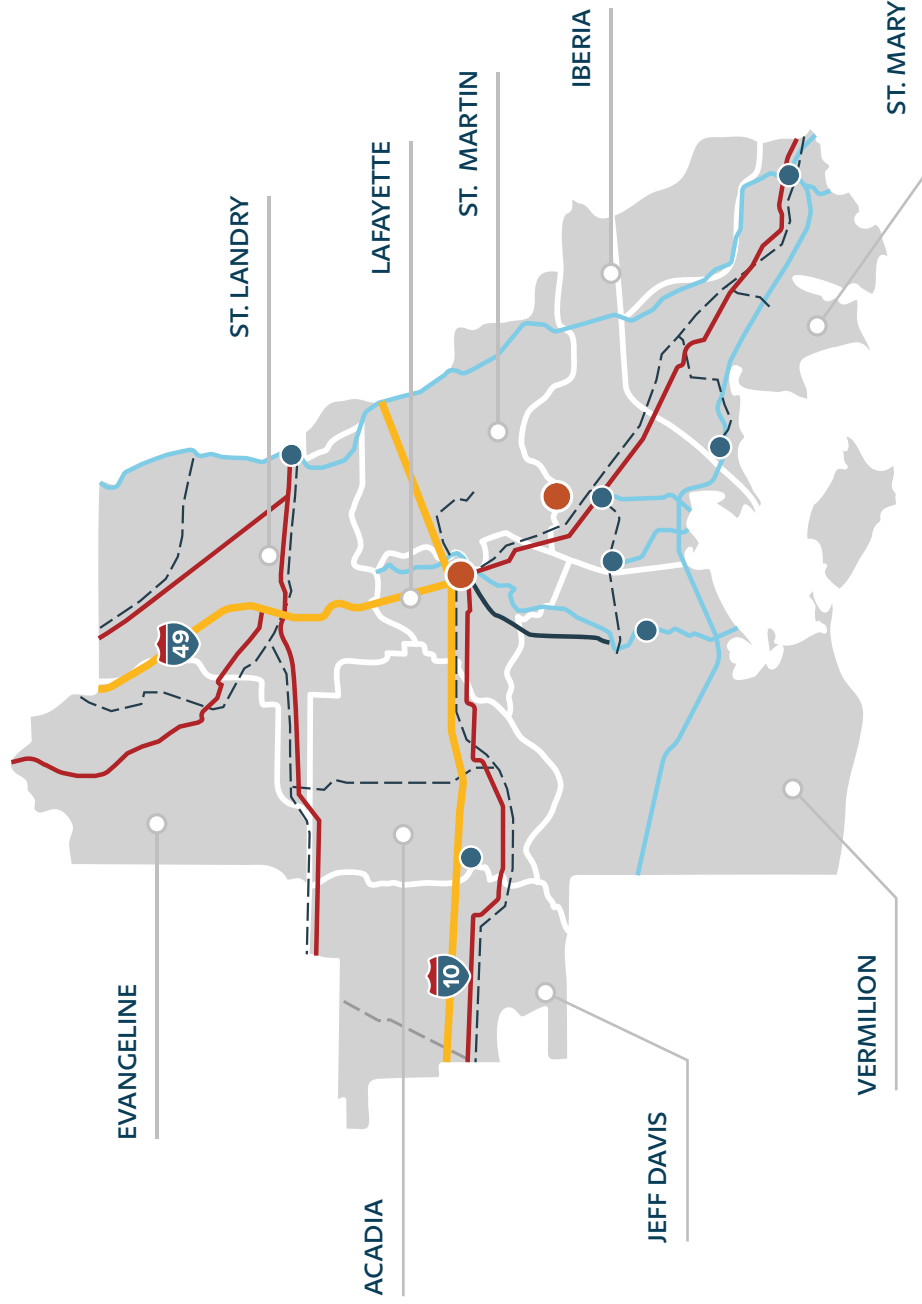 EVANGELINE
ST. LANDRY
LAFAYETTE
ST. MARTIN
IBERIA
ST. MARY
49
10
ACADIA
JEFF DAVIS
VERMILION